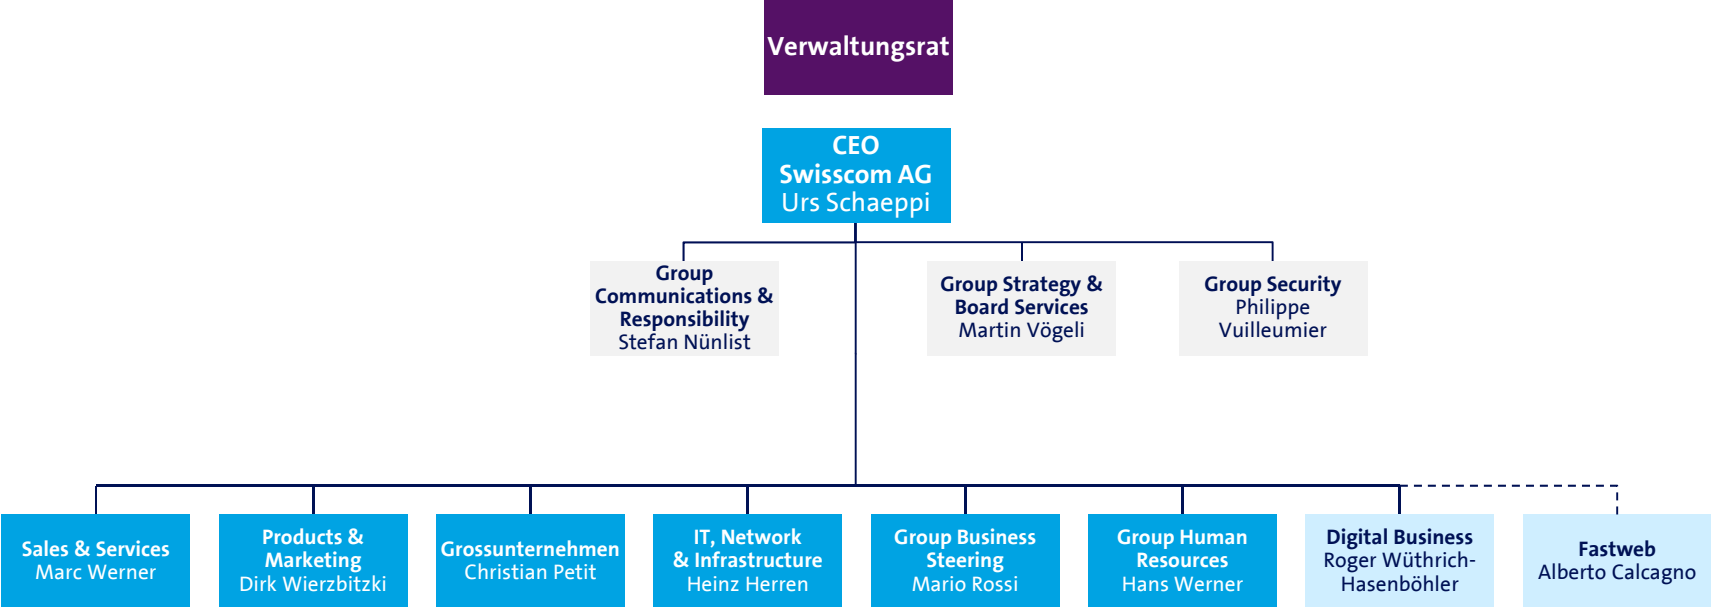 Verwaltungsrat
CEO
Swisscom AG
Urs Schaeppi
Group
Communications &
Responsibility
Stefan Nünlist
Group Strategy &
Board Services
Martin Vögeli
Group Security
Philippe
Vuilleumier
Sales & Services
Marc Werner
Products &
Marketing
Dirk Wierzbitzki
Grossunternehmen
Christian Petit
IT, Network
& Infrastructure
Heinz Herren
Group Business
Steering
Mario Rossi
Group Human
Resources
Hans Werner
Digital Business
Roger Wüthrich-
Hasenböhler
Fastweb
Alberto Calcagno